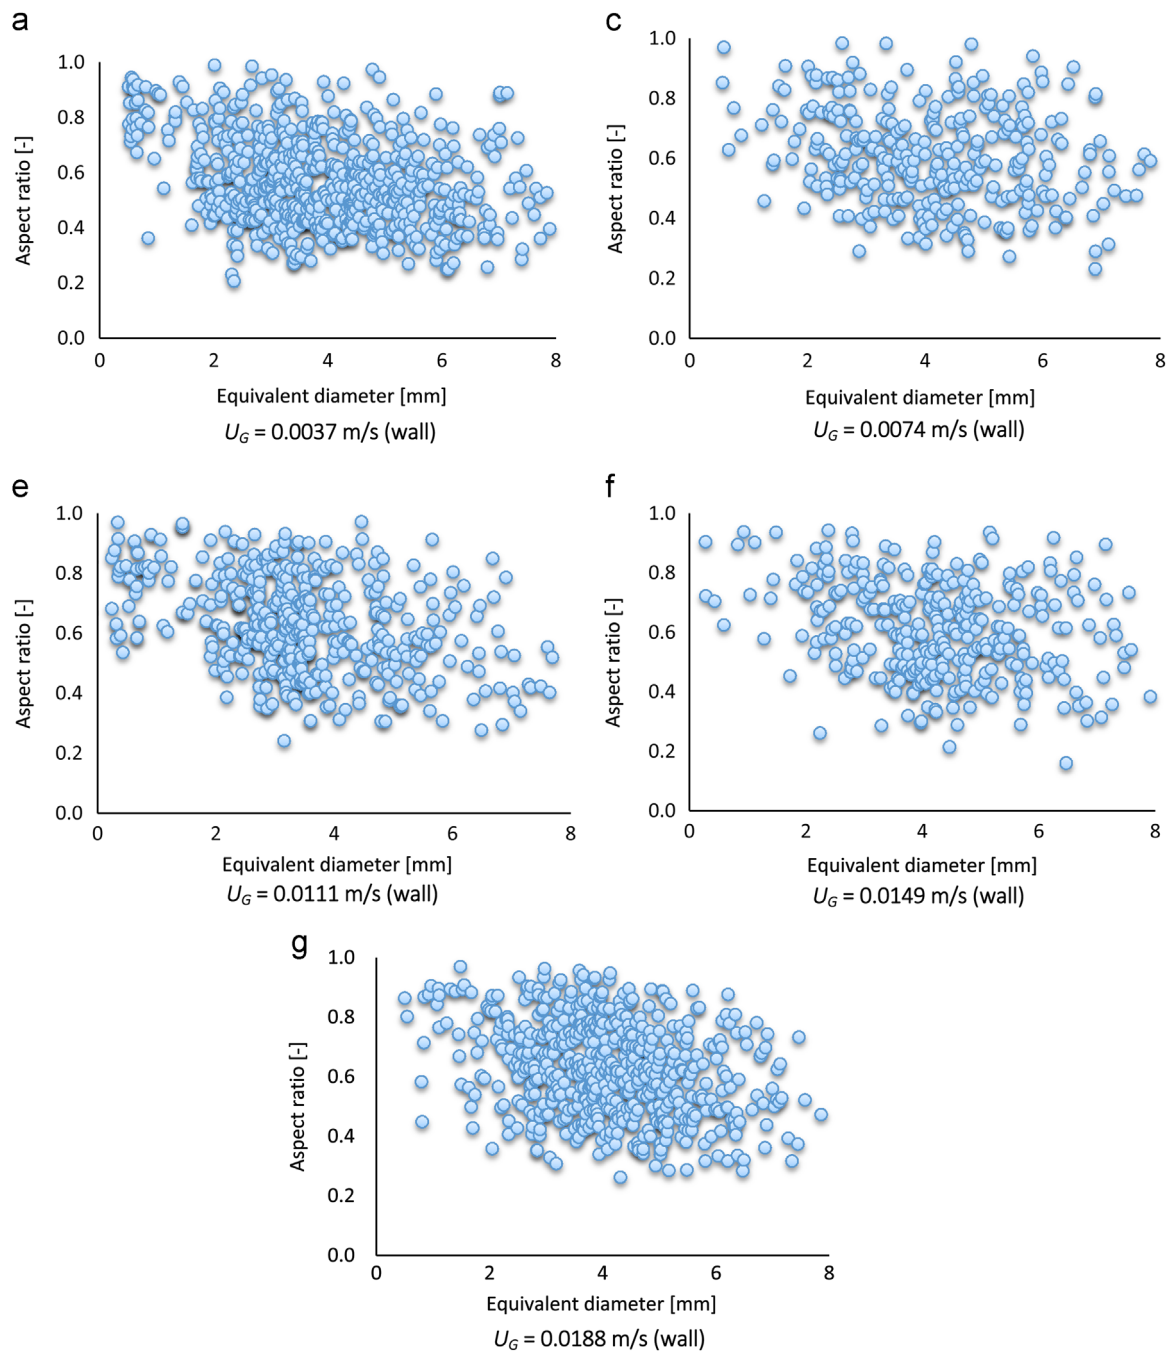 a
1.0
0.8
0.6
0.4
0.2
0.0
Aspect ratio [-]
0 2 4 6 8
Equivalent diameter [mm]
U_G = 0.0037 m/s (wall)
c
1.0
0.8
0.6
0.4
0.2
0.0
Aspect ratio [-]
0 2 4 6 8
Equivalent diameter [mm]
U_G = 0.0074 m/s (wall)
e
1.0
0.8
0.6
0.4
0.2
0.0
Aspect ratio [-]
0 2 4 6 8
Equivalent diameter [mm]
U_G = 0.0111 m/s (wall)
f
1.0
0.8
0.6
0.4
0.2
0.0
Aspect ratio [-]
0 2 4 6 8
Equivalent diameter [mm]
U_G = 0.0149 m/s (wall)
g
1.0
0.8
0.6
0.4
0.2
0.0
Aspect ratio [-]
0 2 4 6 8
Equivalent diameter [mm]
U_G = 0.0188 m/s (wall)